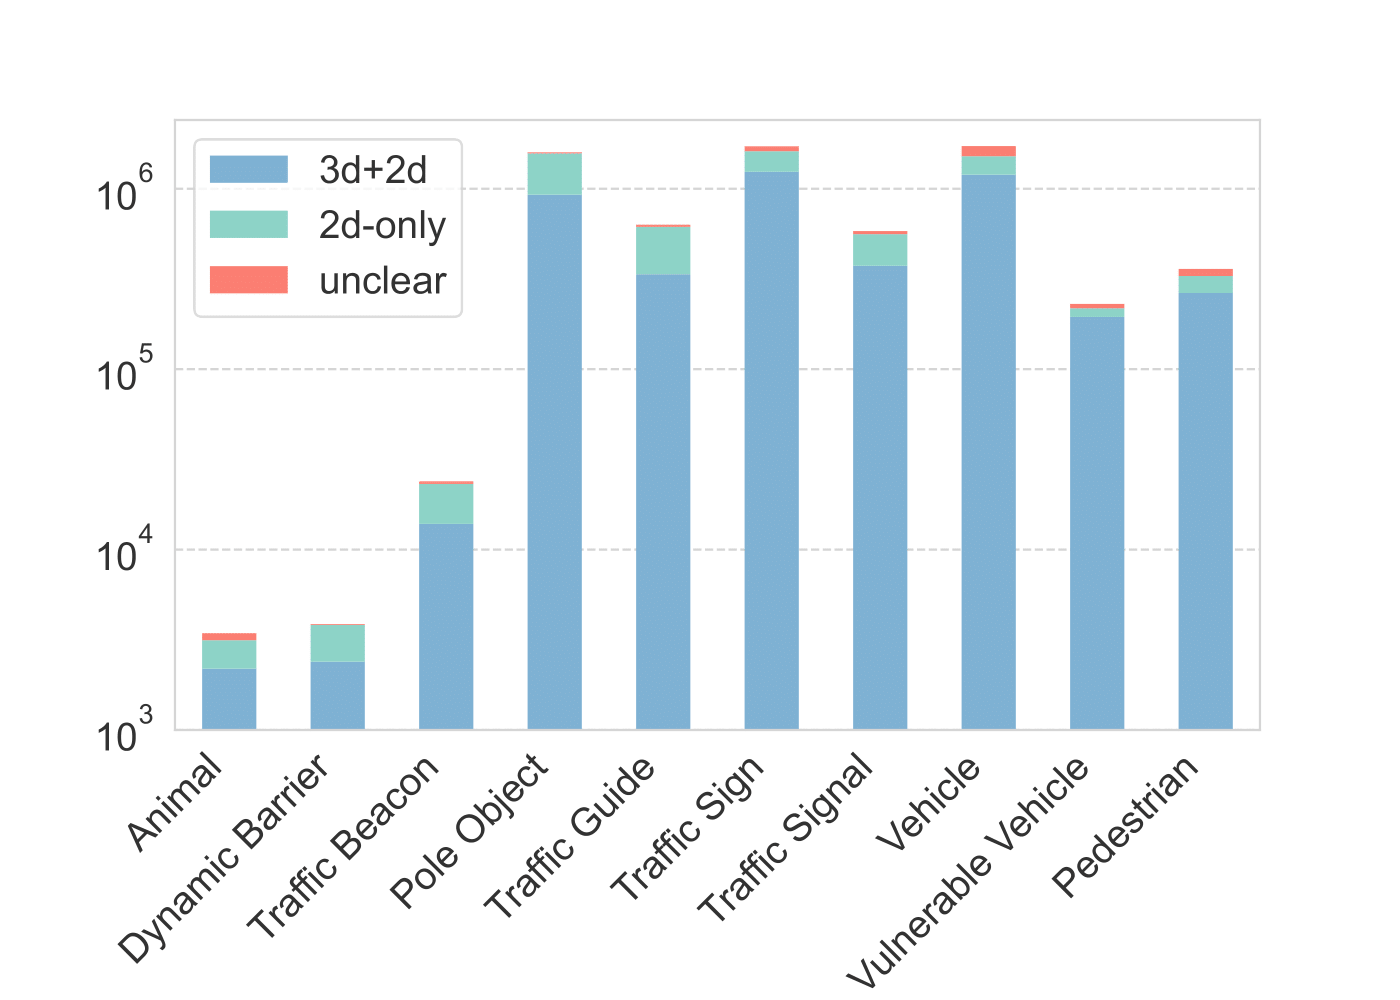 3d+2d
2d-only
unclear
10^6
10^5
10^4
10^3
Animal
Dynamic Barrier
Traffic Beacon
Pole Object
Traffic Guide
Traffic Sign
Traffic Signal
Vehicle
Vulnerable Vehicle
Pedestrian